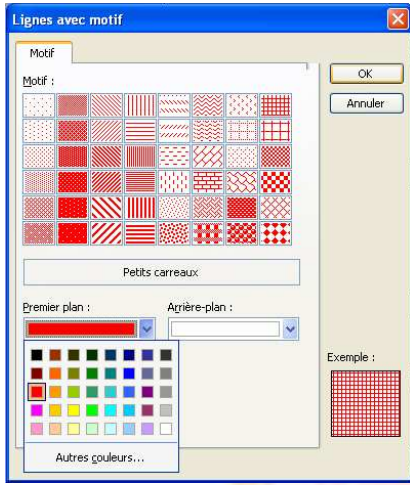 Lignes avec motif
Motif
Motif :
OK
Annuler
Petits carreaux
Premier plan :
Arrière-plan :
Exemple :
Autres couleurs...